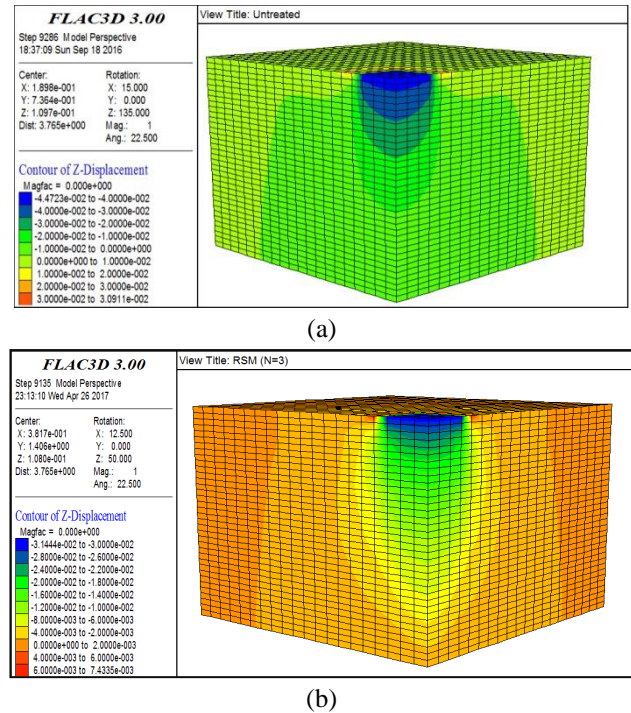 FLAC3D 3.00
Step 9286 Model Perspective
18:37:09 Sun Sep 18 2016
Center:
X: 1.898e-001
Y: 7.364e-001
Z: 1.097e-001
Dist: 3.765e+000
Rotation:
X: 15.000
Y: 0.000
Z: 135.000
Mag.: 1
Ang.: 22.500
Contour of Z-Displacement
Magfac = 0.000e+000
-4.4723e-002 to -4.0000e-002
-4.0000e-002 to -3.0000e-002
-3.0000e-002 to -2.0000e-002
-2.0000e-002 to -1.0000e-002
-1.0000e-002 to 0.0000e+000
0.0000e+000 to 1.0000e-002
1.0000e-002 to 2.0000e-002
2.0000e-002 to 3.0000e-002
3.0000e-002 to 3.0911e-002
View Title: Untreated
(a)
FLAC3D 3.00
Step 9135 Model Perspective
23:13:10 Wed Apr 26 2017
Center:
X: 3.817e-001
Y: 1.406e+000
Z: 1.080e-001
Dist: 3.765e+000
Rotation:
X: 12.500
Y: 0.000
Z: 50.000
Mag.: 1
Ang.: 22.500
Contour of Z-Displacement
Magfac = 0.000e+000
-3.1444e-002 to -3.0000e-002
-2.8000e-002 to -2.6000e-002
-2.4000e-002 to -2.2000e-002
-2.0000e-002 to -1.8000e-002
-1.6000e-002 to -1.4000e-002
-1.2000e-002 to -1.0000e-002
-8.0000e-003 to -6.0000e-003
-4.0000e-003 to -2.0000e-003
0.0000e+000 to 2.0000e-003
4.0000e-003 to 6.0000e-003
6.0000e-003 to 7.4335e-003
View Title: RSM (N=3)
(b)